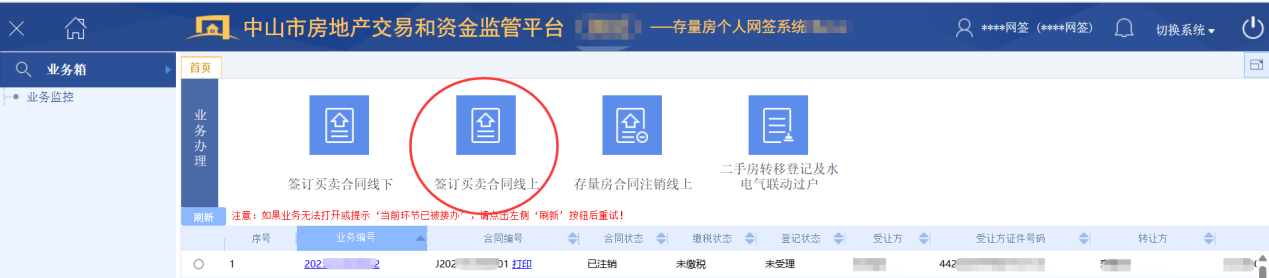 中山市房地产交易和资金监管平台 ——存量房个人网签系统
****网签 (****网签) 切换系统
业务箱
首页
业务监控
业务办理
签订买卖合同线下
签订买卖合同线上
存量房合同注销线上
二手房转移登记及水
电气联动过户
刷新
注意：如果业务无法打开或提示‘当前环节已被接办’，请点击左侧‘刷新’按钮后重试！
序号 业务编号 合同编号 合同状态 缴税状态 登记状态 受让方 受让方证件号码 转让方
1 202 2 J202 01 打印 已注销 未缴税 未受理 442